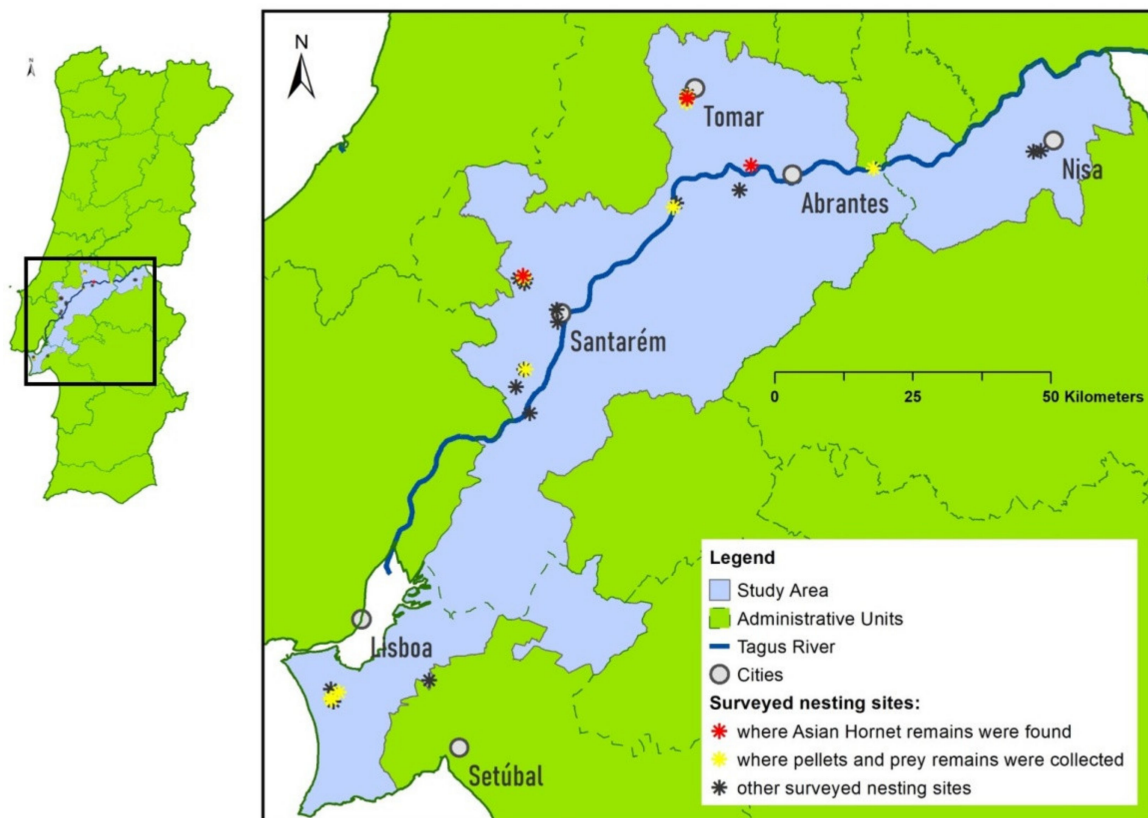 N
N
Tomar
Nisa
Abrantes
Santarém
0 25 50 Kilometers
Lisboa
Setúbal
Legend
Study Area
Administrative Units
Tagus River
Cities
Surveyed nesting sites:
where Asian Hornet remains were found
where pellets and prey remains were collected
other surveyed nesting sites